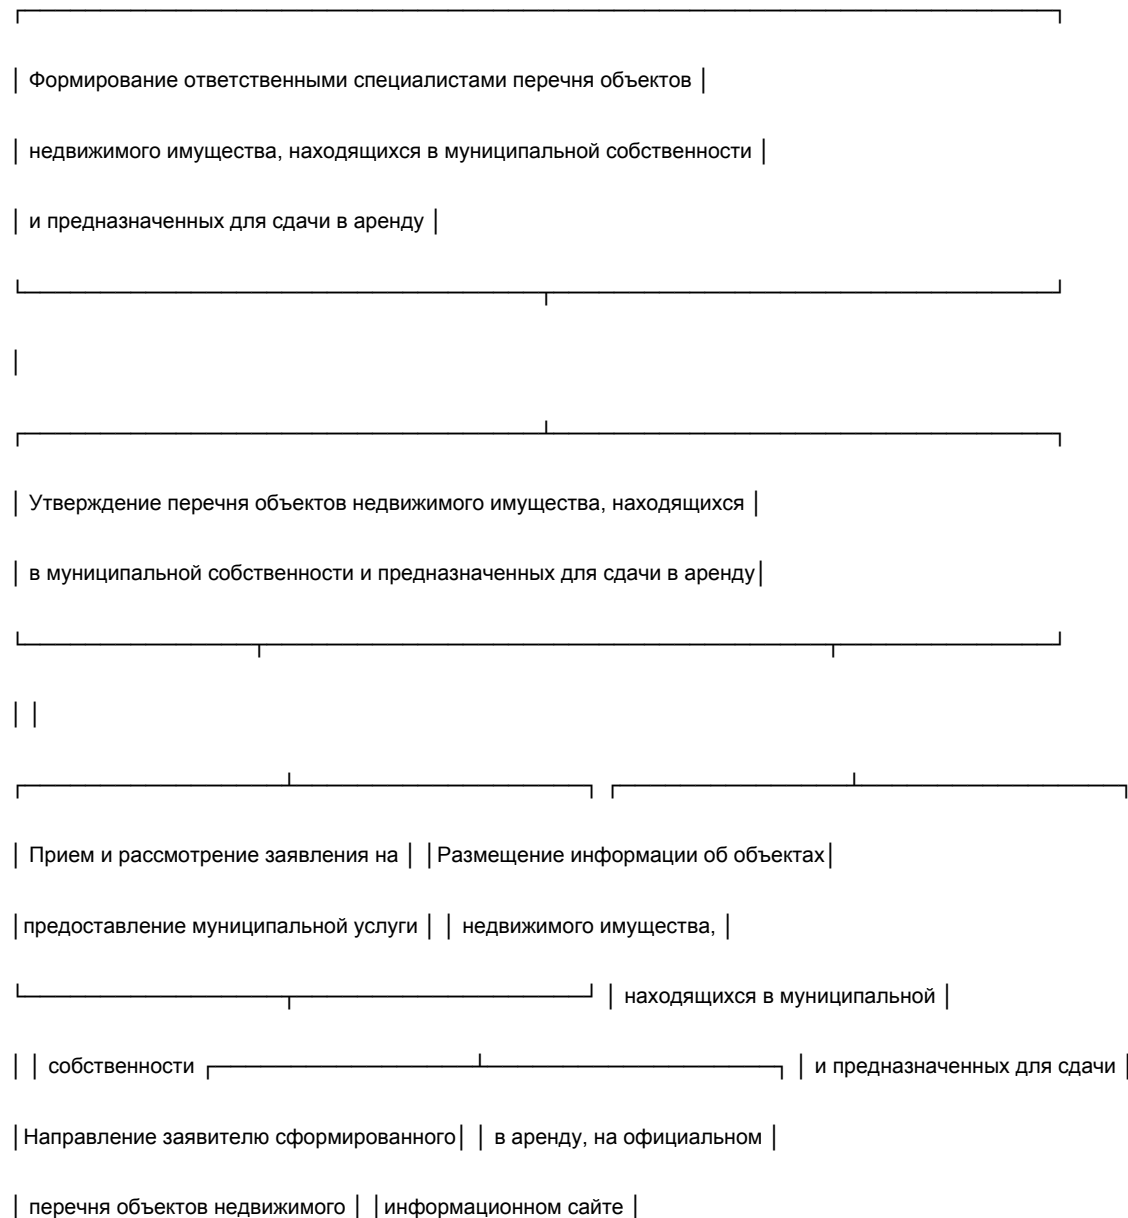 Формирование ответственными специалистами перечня объектов
недвижимого имущества, находящихся в муниципальной собственности
и предназначенных для сдачи в аренду
Утверждение перечня объектов недвижимого имущества, находящихся
в муниципальной собственности и предназначенных для сдачи в аренду
Прием и рассмотрение заявления на | |Размещение информации об объектах
предоставление муниципальной услуги | | недвижимого имущества,
находящихся в муниципальной
собственности | и предназначенных для сдачи
Направление заявителю сформированного| | в аренду, на официальном
перечня объектов недвижимого | |информационном сайте